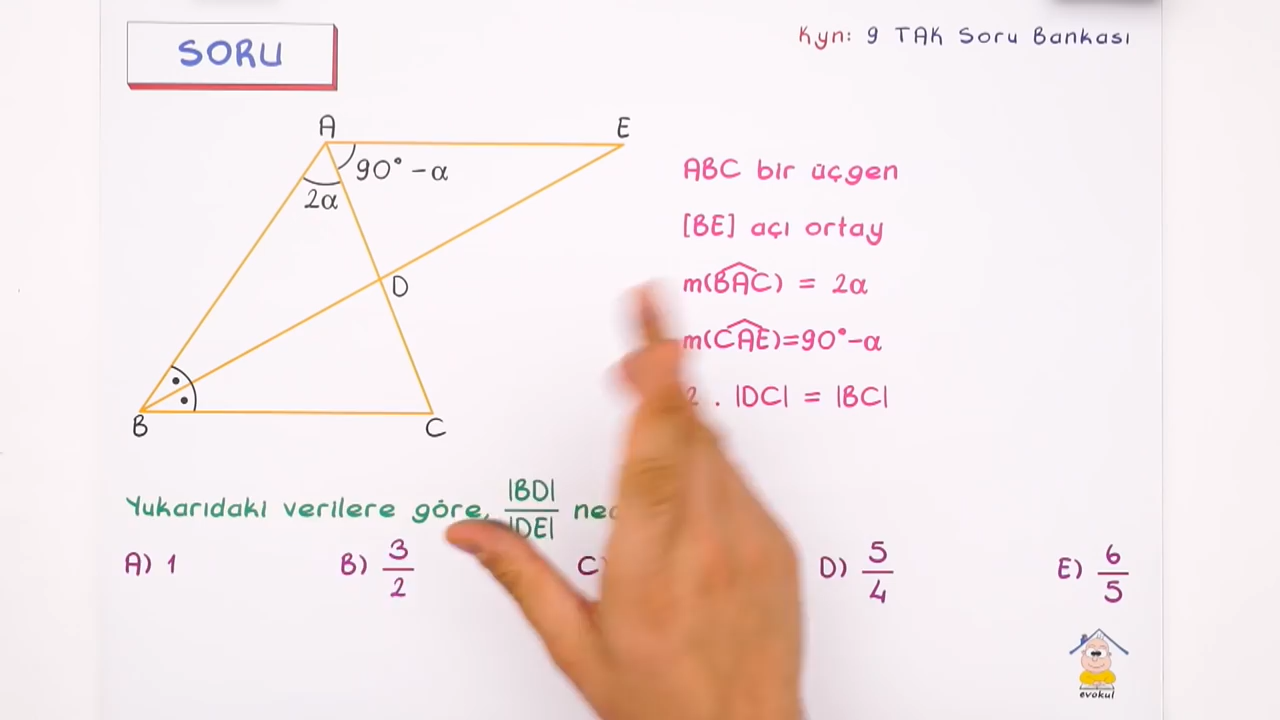 SORU
Kyn: 9 TAK Soru Bankası
A
E
90° - α
2α
D
B
C
ABC bir üçgen
[BE] açı ortay
m(BAC) = 2α
m(CAE)=90°-α
2 . |DC| = |BC|
Yukarıdaki verilere göre, |BD|
|DE|
A) 1
B) 3/2
C)
D) 5/4
E) 6/5
evokul